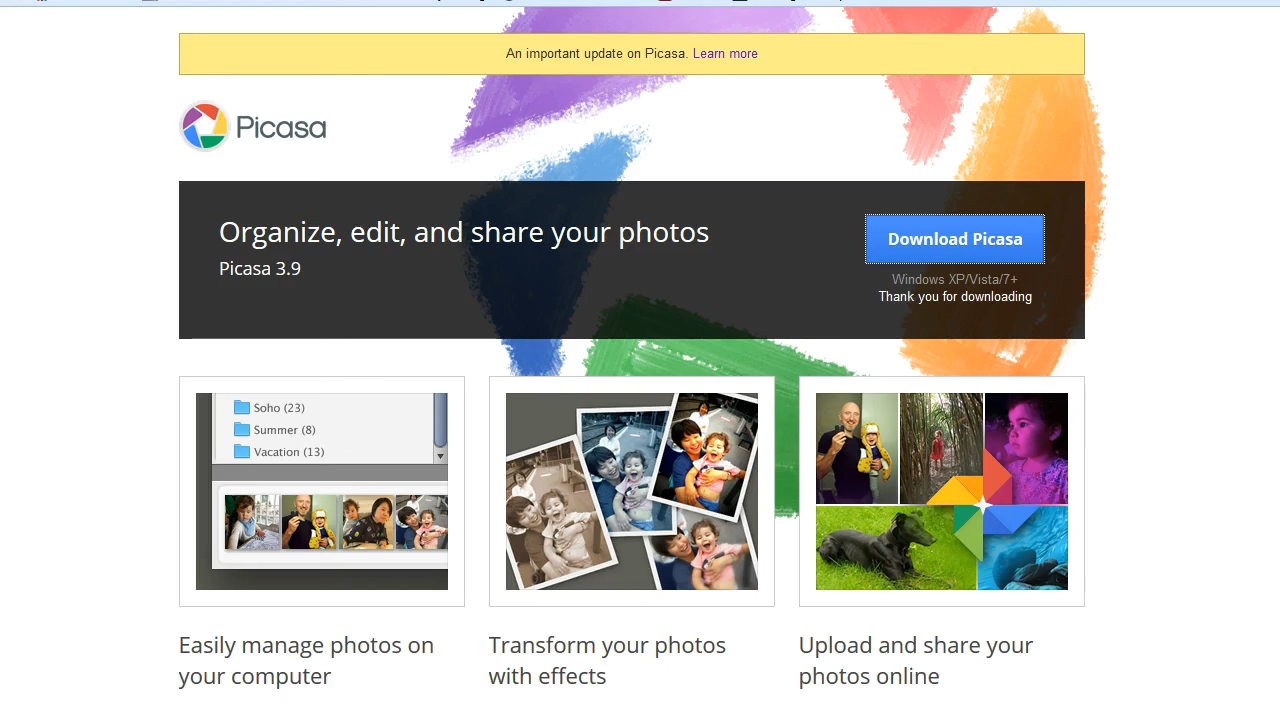 An important update on Picasa. Learn more
Picasa
Organize, edit, and share your photos
Picasa 3.9
Download Picasa
Windows XP/Vista/7+
Thank you for downloading
Soho (23)
Summer (8)
Vacation (13)
Easily manage photos on
your computer
Transform your photos
with effects
Upload and share your
photos online